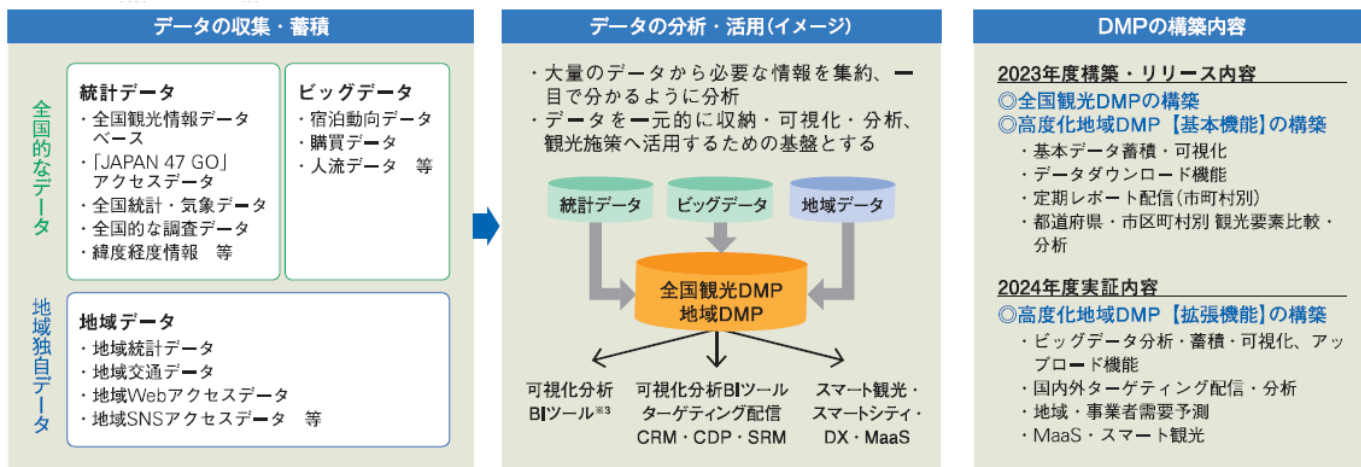 データの収集・蓄積
全国的なデータ
統計データ
・全国観光情報データ
ベース
・「JAPAN 47 GO」
アクセスデータ
・全国統計・気象データ
・全国的な調査データ
・緯度経度情報　等
ビッグデータ
・宿泊動向データ
・購買データ
・人流データ　等
地域独自データ
地域データ
・地域統計データ
・地域交通データ
・地域Webアクセスデータ
・地域SNSアクセスデータ　等
データの分析・活用(イメージ)
・大量のデータから必要な情報を集約、一
目で分かるように分析
・データを一元的に収納・可視化・分析、
観光施策へ活用するための基盤とする
統計データ
ビッグデータ
地域データ
全国観光DMP
地域DMP
可視化分析
BIツール※3
可視化分析BIツール
ターゲティング配信
CRM・CDP・SRM
スマート観光・
スマートシティ・
DX・MaaS
DMPの構築内容
2023年度構築・リリース内容
◎全国観光DMPの構築
◎高度化地域DMP【基本機能】の構築
・基本データ蓄積・可視化
・データダウンロード機能
・定期レポート配信(市町村別)
・都道府県・市区町村別 観光要素比較・
分析
2024年度実証内容
◎高度化地域DMP【拡張機能】の構築
・ビッグデータ分析・蓄積・可視化、アッ
プロード機能
・国内外ターゲティング配信・分析
・地域・事業者需要予測
・MaaS・スマート観光